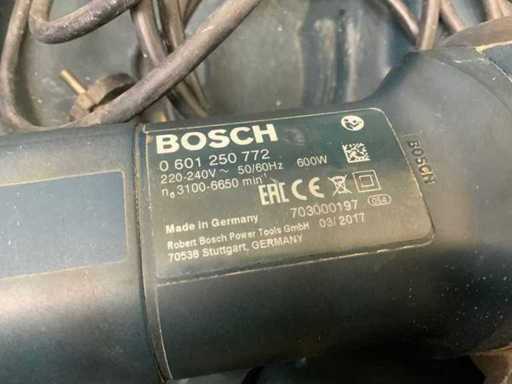 BOSCH
0 601 250 772
220-240V ~ 50/60Hz 600W
n₀ 3100-6650 min⁻¹
EAC CE
703000197 054
Made in Germany 03/2017
Robert Bosch Power Tools GmbH
70538 Stuttgart, GERMANY
BOSCH